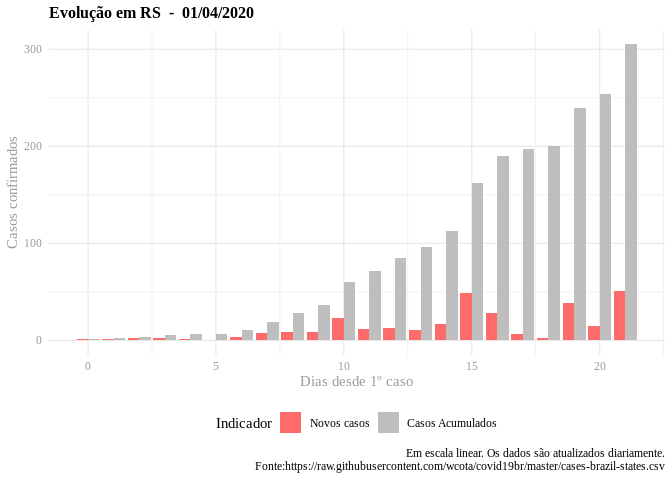 Evolução em RS - 01/04/2020
Casos confirmados
300
200
100
0
0 5 10 15 20
Dias desde 1º caso
Indicador Novos casos Casos Acumulados
Em escala linear. Os dados são atualizados diariamente.
Fonte:https://raw.githubusercontent.com/wcota/covid19br/master/cases-brazil-states.csv